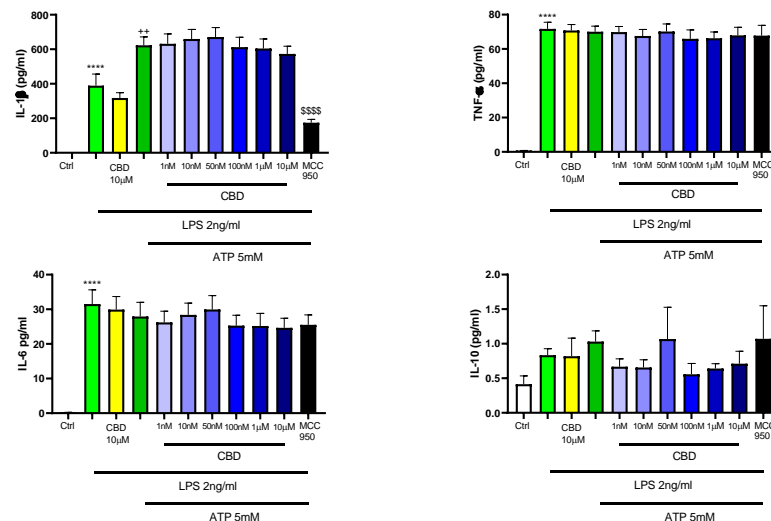 IL-1β (pg/ml)
800
600
400
200
0
****
++
$$$$
Ctrl
CBD
10μM
1nM 10nM 50nM 100nM 1μM 10μM MCC
950
CBD
LPS 2ng/ml
ATP 5mM
TNF-α (pg/ml)
80
60
40
20
0
****
Ctrl
CBD
10μM
1nM 10nM 50nM 100nM 1μM 10μM MCC
950
CBD
LPS 2ng/ml
ATP 5mM
IL-6 pg/ml)
40
30
20
10
0
****
Ctrl
CBD
10μM
1nM 10nM 50nM 100nM 1μM 10μM MCC
950
CBD
LPS 2ng/ml
ATP 5mM
IL-10 (pg/ml)
2.0
1.5
1.0
0.5
0.0
Ctrl
CBD
10μM
1nM 10nM 50nM 100nM 1μM 10μM MCC
950
CBD
LPS 2ng/ml
ATP 5mM